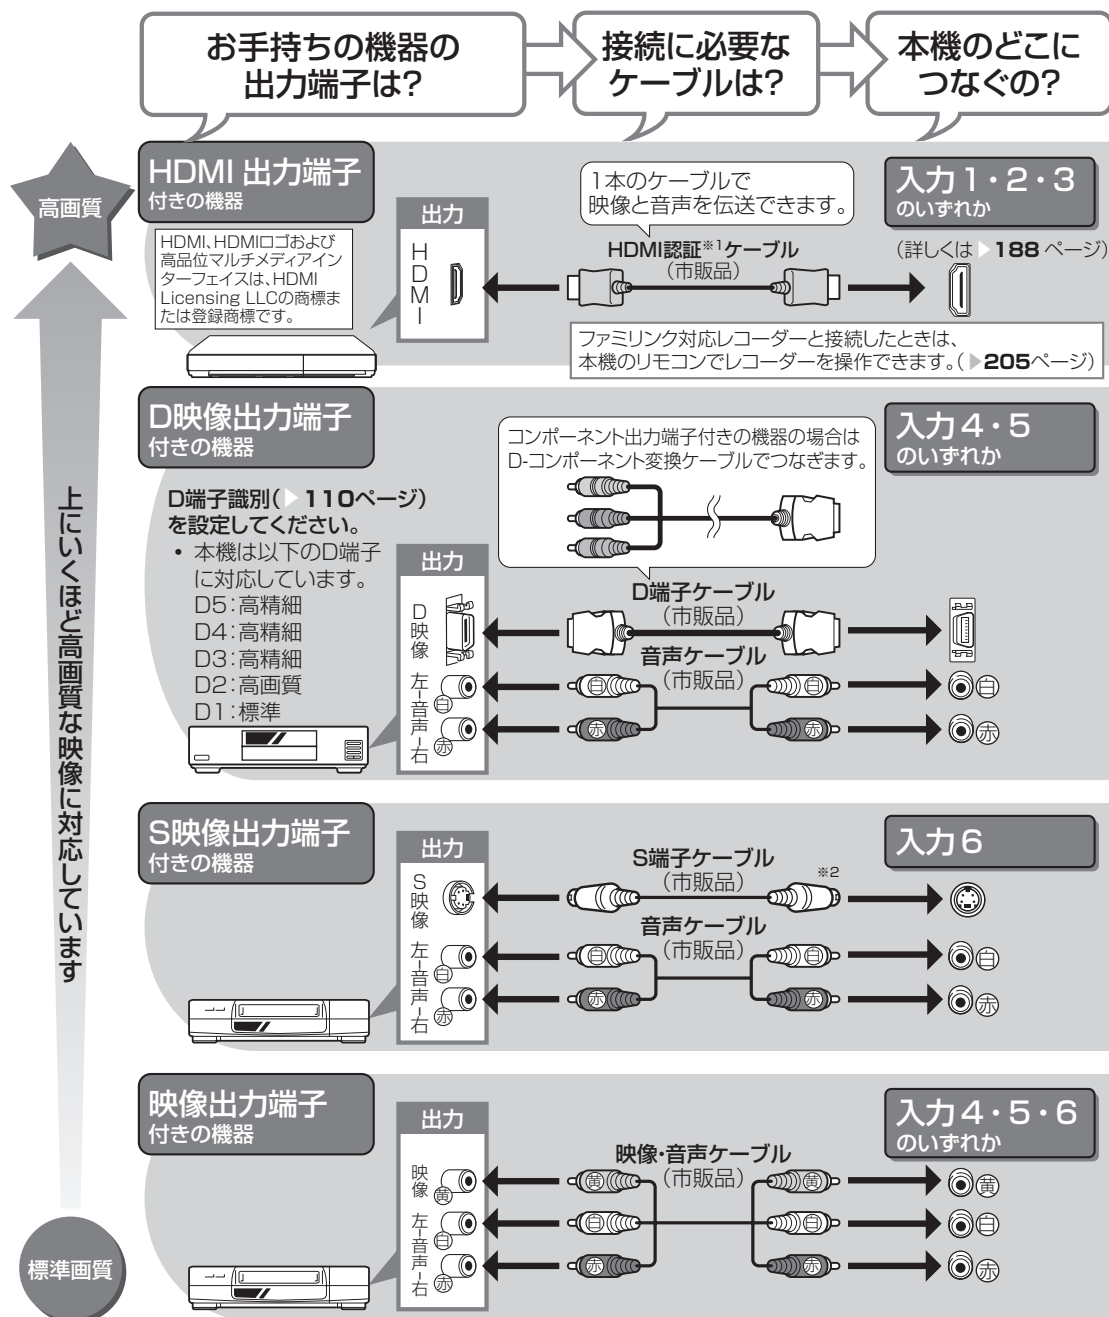 お手持ちの機器の
出力端子は?
接続に必要な
ケーブルは?
本機のどこに
つなぐの?
高画質
上にいくほど高画質な映像に対応しています
標準画質
HDMI 出力端子
付きの機器
HDMI、HDMIロゴおよび
高品位マルチメディアイン
ターフェイスは、HDMI
Licensing LLCの商標ま
たは登録商標です。
出力
HDMI
1本のケーブルで
映像と音声を伝送できます。
HDMI認証※1ケーブル
(市販品)
入力 1・2・3
のいずれか
(詳しくは ▶188 ページ)
ファミリンク対応レコーダーと接続したときは、
本機のリモコンでレコーダーを操作できます。( ▶205ページ)
D映像出力端子
付きの機器
D端子識別( ▶110ページ)
を設定してください。
• 本機は以下のD端子
に対応しています。
D5:高精細
D4:高精細
D3:高精細
D2:高画質
D1:標準
出力
D映像
左-音声-右
白
赤
コンポーネント出力端子付きの機器の場合は
D-コンポーネント変換ケーブルでつなぎます。
D端子ケーブル
(市販品)
音声ケーブル
(市販品)
白 白
赤 赤
入力 4・5
のいずれか
白
赤
S映像出力端子
付きの機器
出力
S映像
左-音声-右
白
赤
S端子ケーブル
(市販品)
※2
音声ケーブル
(市販品)
白 白
赤 赤
入力 6
白
赤
映像出力端子
付きの機器
出力
映像
黄
左-音声-右
白
赤
映像・音声ケーブル
(市販品)
黄 黄
白 白
赤 赤
入力 4・5・6
のいずれか
黄
白
赤